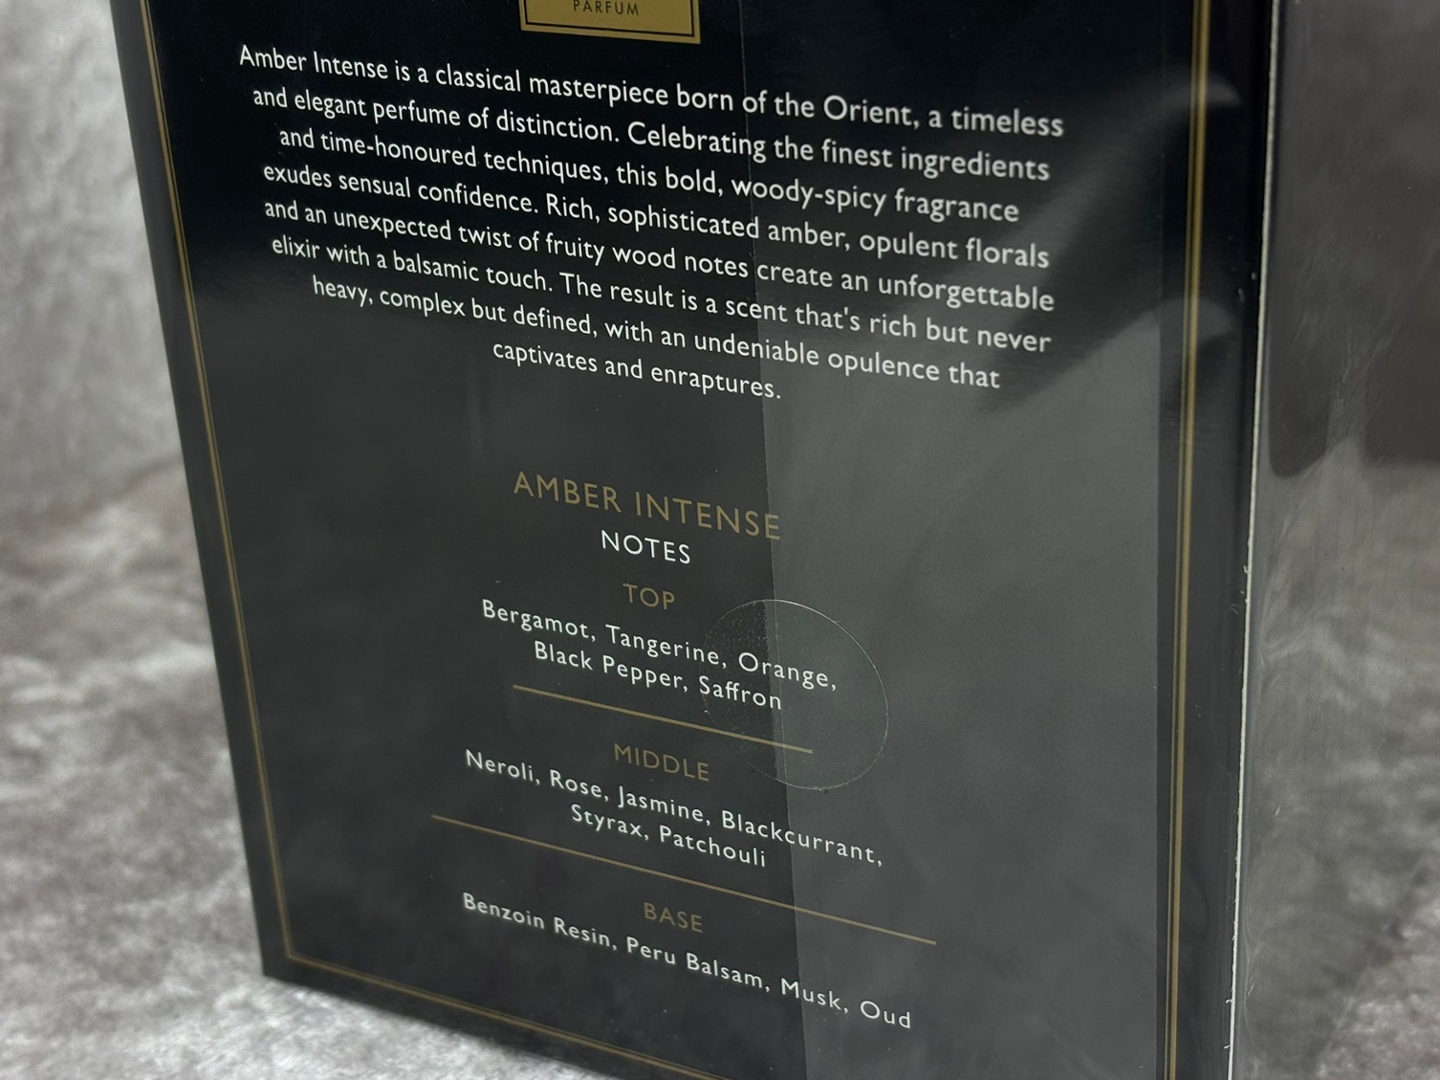 PARFUM
Amber Intense is a classical masterpiece born of the Orient, a timeless
and elegant perfume of distinction. Celebrating the finest ingredients
and time-honoured techniques, this bold, woody-spicy fragrance
exudes sensual confidence. Rich, sophisticated amber, opulent florals
and an unexpected twist of fruity wood notes create an unforgettable
elixir with a balsamic touch. The result is a scent that's rich but never
heavy, complex but defined, with an undeniable opulence that
captivates and enraptures.
AMBER INTENSE
NOTES
TOP
Bergamot, Tangerine, Orange,
Black Pepper, Saffron
MIDDLE
Neroli, Rose, Jasmine, Blackcurrant,
Styrax, Patchouli
BASE
Benzoin Resin, Peru Balsam, Musk, Oud